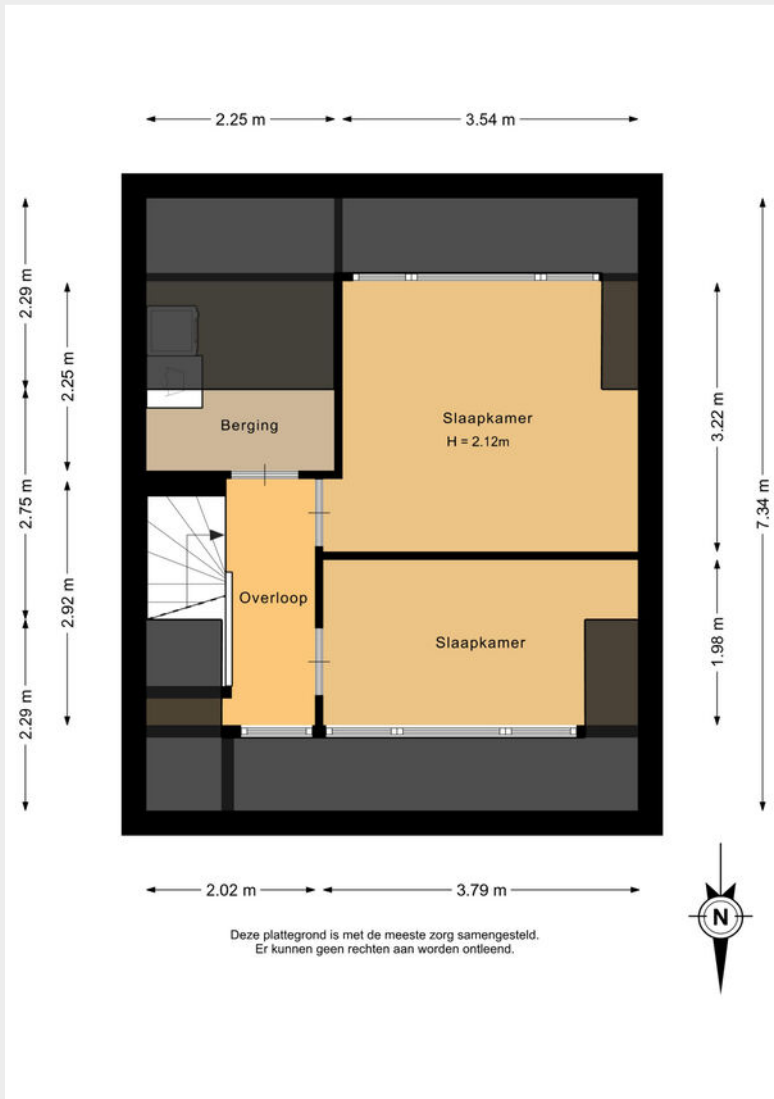 2.25 m
3.54 m
2.29 m
2.25 m
Berging
Slaapkamer
H = 2.12m
3.22 m
2.75 m
7.34 m
2.92 m
Overloop
Slaapkamer
1.98 m
2.29 m
2.02 m
3.79 m
N
Deze plattegrond is met de meeste zorg samengesteld.
Er kunnen geen rechten aan worden ontleend.